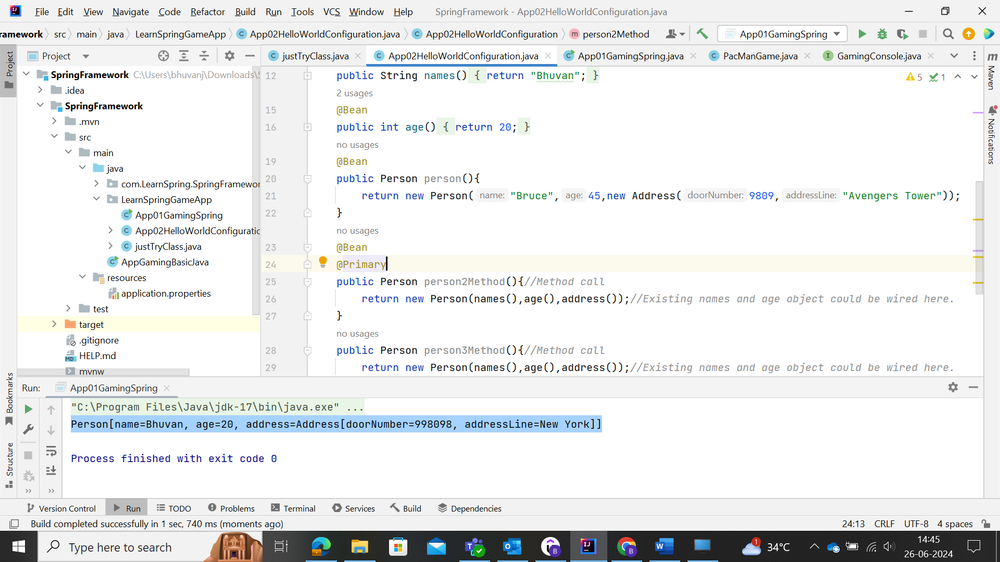 File Edit View Navigate Code Refactor Build Run Tools VCS Window Help SpringFramework - App02HelloWorldConfiguration.java
ramework src main java LearnSpringGameApp App02HelloWorldConfiguration.java App02HelloWorldConfiguration person2Method App01GamingSpring
Project justTryClass.java App02HelloWorldConfiguration.java App01GamingSpring.java PacManGame.java GamingConsole.java
Project
Bookmarks
Structure
Maven
Notifications
SpringFramework C:\Users\bhuvanj\Downloads\S
.idea
SpringFramework
.mvn
src
main
java
com.LearnSpring.SpringFramewor
LearnSpringGameApp
App01GamingSpring
App02HelloWorldConfiguratic
justTryClass.java
AppGamingBasicJava
resources
application.properties
test
target
.gitignore
HELP.md
mvnw
5 1
12 public String names() { return "Bhuvan"; }
2 usages
15 @Bean
16 public int age() { return 20; }
no usages
19 @Bean
20 public Person person(){
21 return new Person( name: "Bruce", age: 45,new Address( doorNumber: 9809, addressLine: "Avengers Tower"));
22 }
no usages
23 @Bean
24 @Primary
25 public Person person2Method(){//Method call
26 return new Person(names(),age(),address());//Existing names and age object could be wired here.
27 }
no usages
28 public Person person3Method(){//Method call
29 return new Person(names(),age(),address());//Existing names and age object could be wired here.
Run: App01GamingSpring
"C:\Program Files\Java\jdk-17\bin\java.exe" ...
Person[name=Bhuvan, age=20, address=Address[doorNumber=998098, addressLine=New York]]
Process finished with exit code 0
Version Control Run TODO Problems Terminal Services Build Dependencies
Build completed successfully in 1 sec, 740 ms (moments ago) 24:13 CRLF UTF-8 4 spaces
Type here to search 1 34°C 14:45
26-06-2024